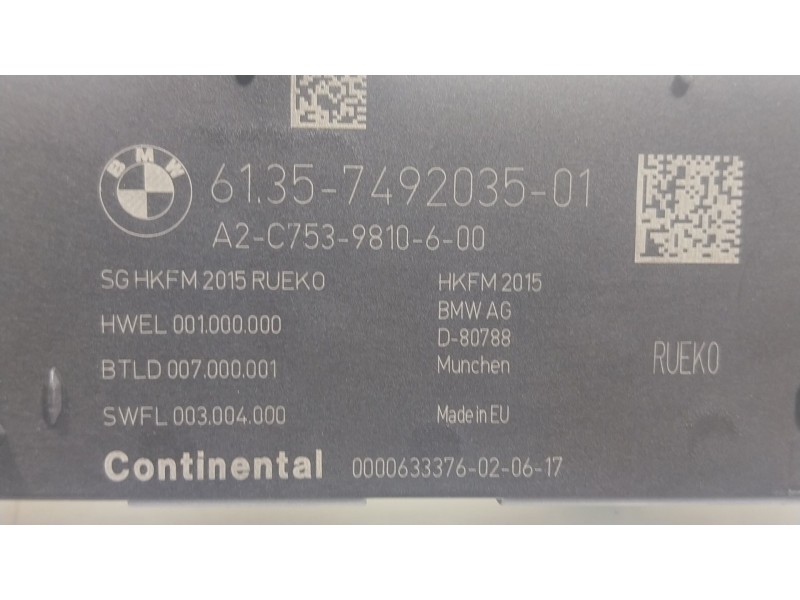 BMW
61.35-7492035-01
A2-C753-9810-6-00
SG HKFM 2015 RUEKO
HWEL 001.000.000
BTLD 007.000.001
SWFL 003.004.000
HKFM 2015
BMW AG
D-80788
Munchen
Made in EU
RUEKO
Continental 0000633376-02-06-17